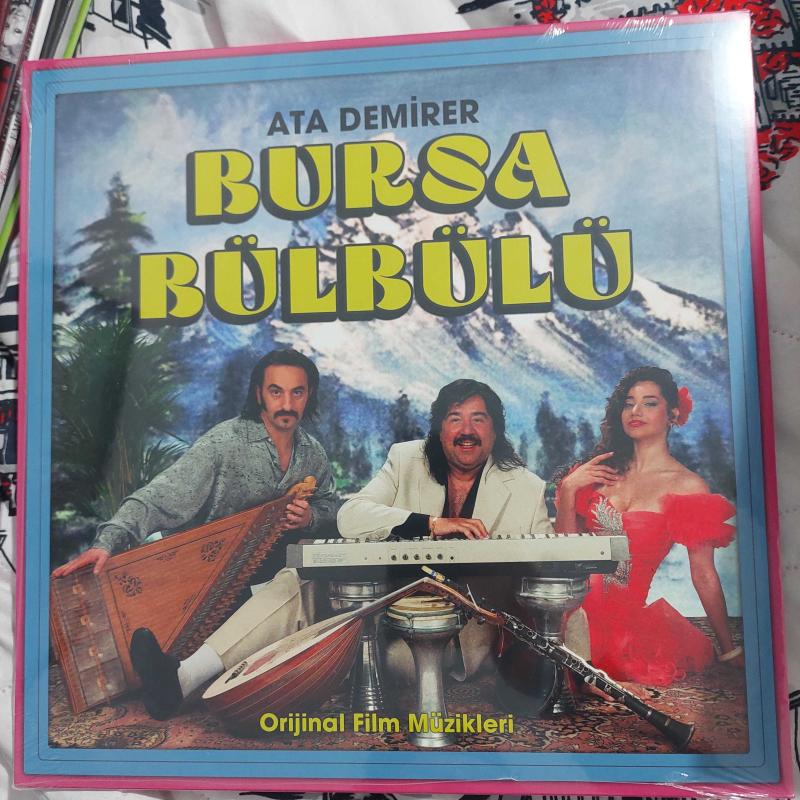 ATA DEMİRER
BURSA
BÜLBÜLÜ
Orijinal Film Müzikleri